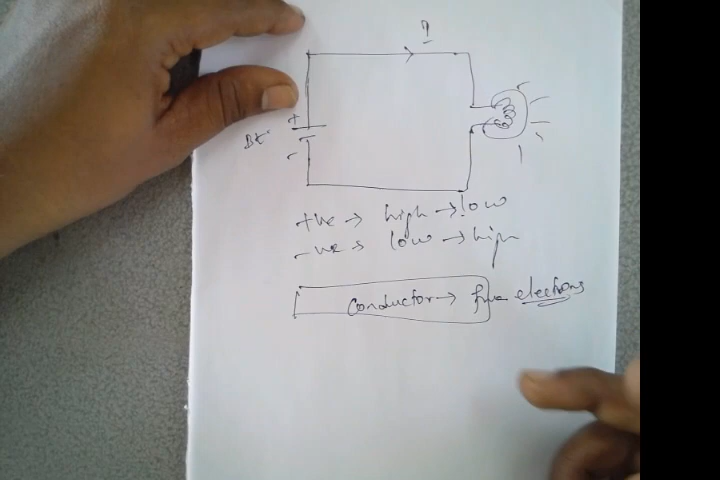 ?
+
Bt
-
+ve → high → low
-ve → low → high
conductor → free electrons